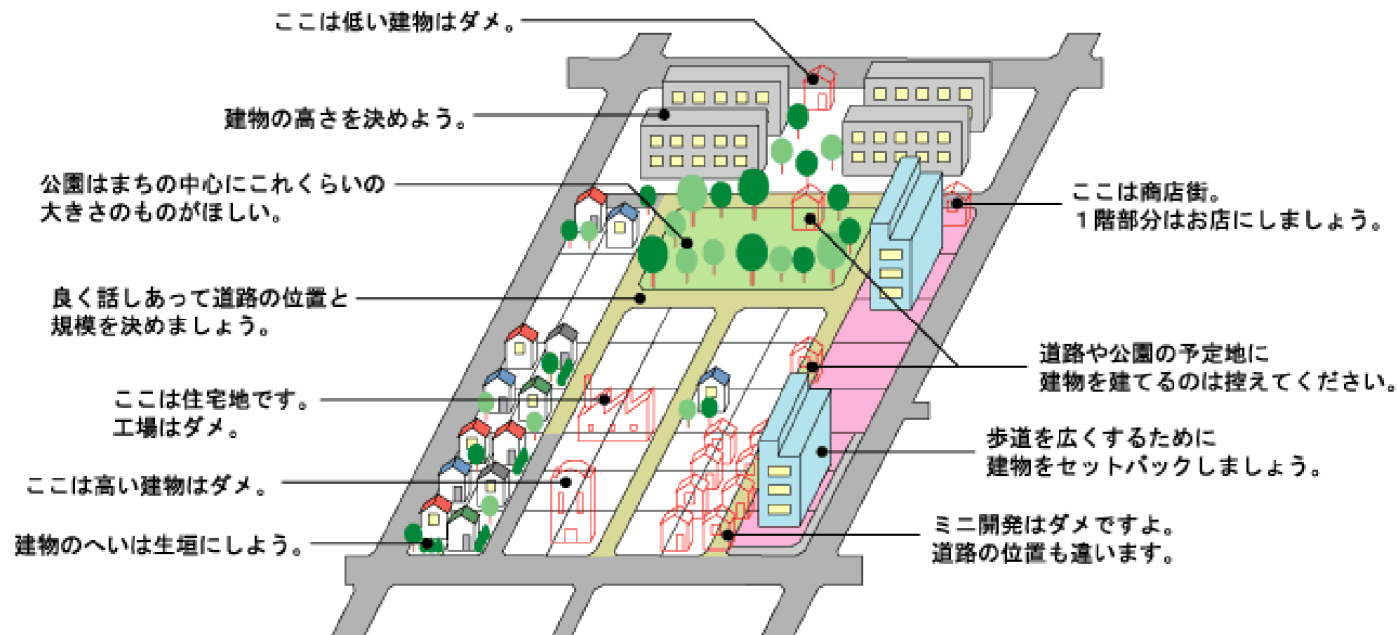 ここは低い建物はダメ。
建物の高さを決めよう。
公園はまちの中心にこれくらいの
大きさのものがほしい。
良く話しあって道路の位置と
規模を決めましょう。
ここは住宅地です。
工場はダメ。
ここは高い建物はダメ。
建物のへいは生垣にしよう。
ここは商店街。
１階部分はお店にしましょう。
道路や公園の予定地に
建物を建てるのは控えてください。
歩道を広くするために
建物をセットバックしましょう。
ミニ開発はダメですよ。
道路の位置も違います。